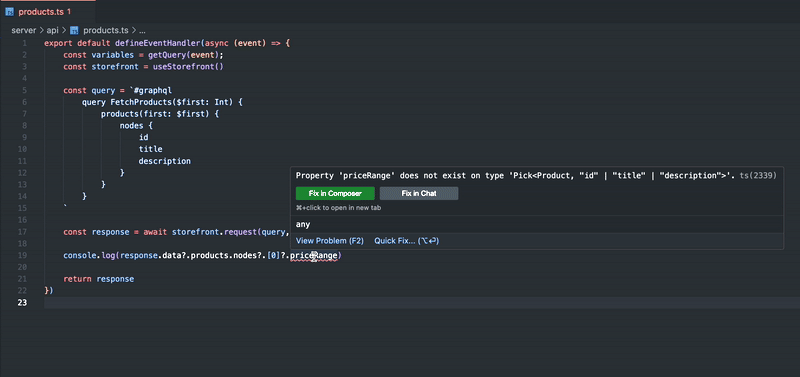 products.ts 1
server › api › products.ts › ...
1 export default defineEventHandler(async (event) => {
2 const variables = getQuery(event);
3 const storefront = useStorefront()
4
5 const query = `#graphql
6 query FetchProducts($first: Int) {
7 products(first: $first) {
8 nodes {
9 id
10 title
11 description
12 }
13 }
14 }
15 `
Property 'priceRange' does not exist on type 'Pick<Product, "id" | "title" | "description">'. ts(2339)
Fix in Composer Fix in Chat
⌘+click to open in new tab
any
View Problem (F2) Quick Fix... (⌥⏎)
17 const response = await storefront.request(query,
18
19 console.log(response.data?.products.nodes?.[0]?.priceRange)
20
21 return response
22 })
23